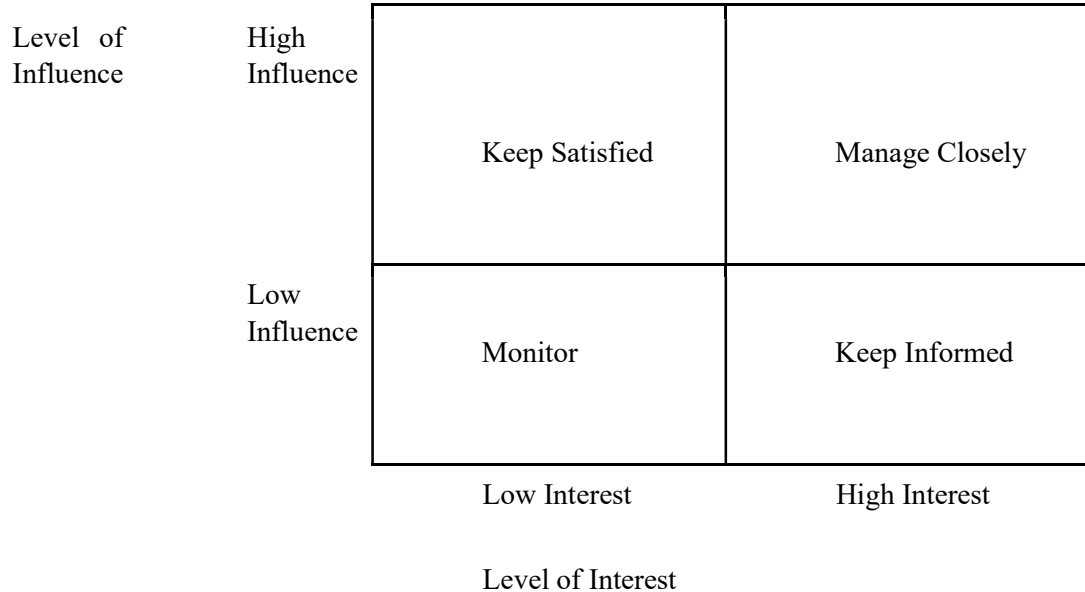 Level of
Influence
High
Influence
Keep Satisfied
Manage Closely
Low
Influence
Monitor
Keep Informed
Low Interest
High Interest
Level of Interest